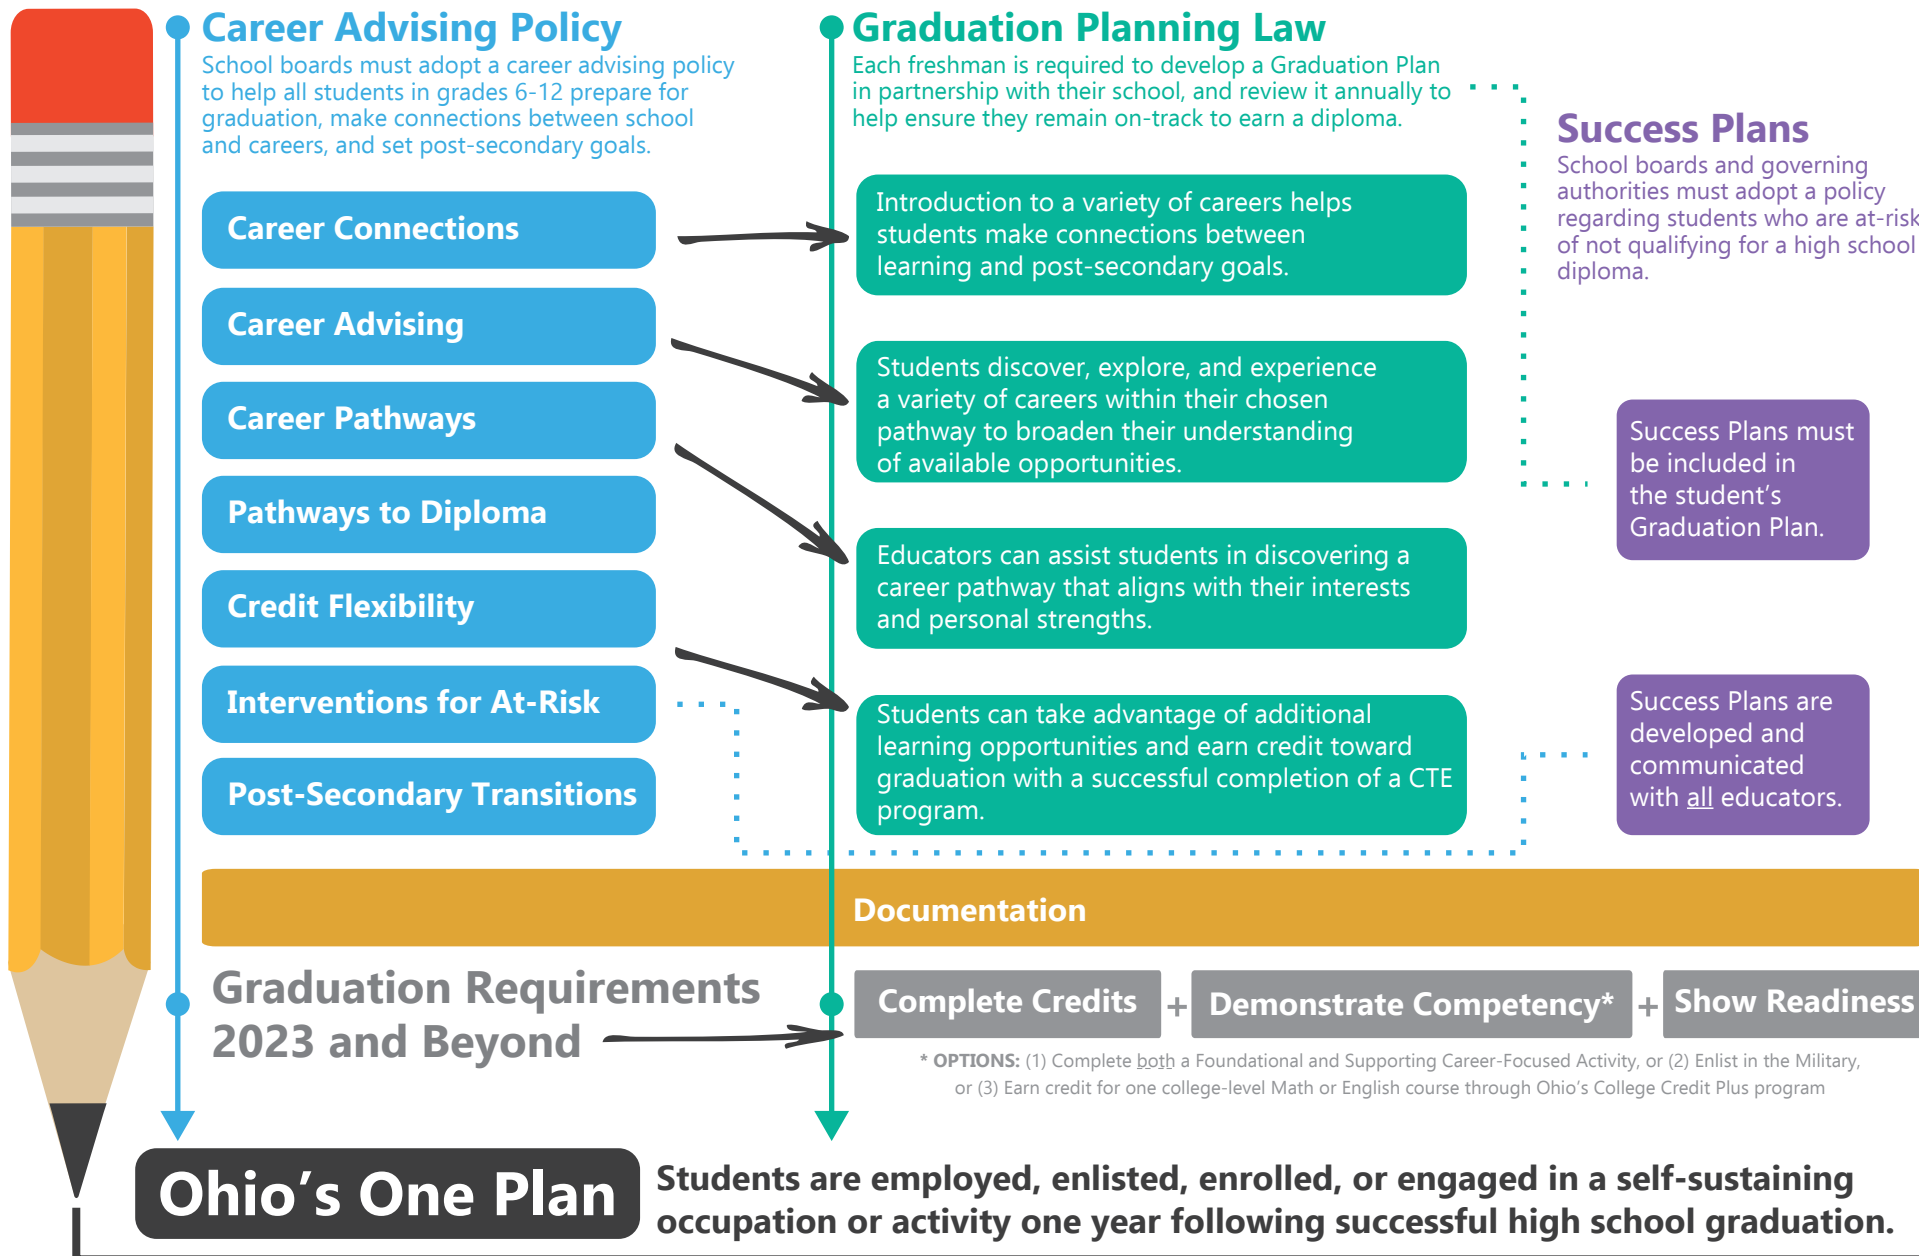 Career Advising Policy
School boards must adopt a career advising policy
to help all students in grades 6-12 prepare for
graduation, make connections between school
and careers, and set post-secondary goals.
Career Connections
Career Advising
Career Pathways
Pathways to Diploma
Credit Flexibility
Interventions for At-Risk
Post-Secondary Transitions
Graduation Planning Law
Each freshman is required to develop a Graduation Plan
in partnership with their school, and review it annually to
help ensure they remain on-track to earn a diploma.
Introduction to a variety of careers helps
students make connections between
learning and post-secondary goals.
Students discover, explore, and experience
a variety of careers within their chosen
pathway to broaden their understanding
of available opportunities.
Educators can assist students in discovering a
career pathway that aligns with their interests
and personal strengths.
Students can take advantage of additional
learning opportunities and earn credit toward
graduation with a successful completion of a CTE
program.
Success Plans
School boards and governing
authorities must adopt a policy
regarding students who are at-risk
of not qualifying for a high school
diploma.
Success Plans must
be included in
the student's
Graduation Plan.
Success Plans are
developed and
communicated
with all educators.
Documentation
Graduation Requirements
2023 and Beyond
Complete Credits + Demonstrate Competency* + Show Readiness
* OPTIONS: (1) Complete both a Foundational and Supporting Career-Focused Activity, or (2) Enlist in the Military,
or (3) Earn credit for one college-level Math or English course through Ohio's College Credit Plus program
Ohio's One Plan
Students are employed, enlisted, enrolled, or engaged in a self-sustaining
occupation or activity one year following successful high school graduation.